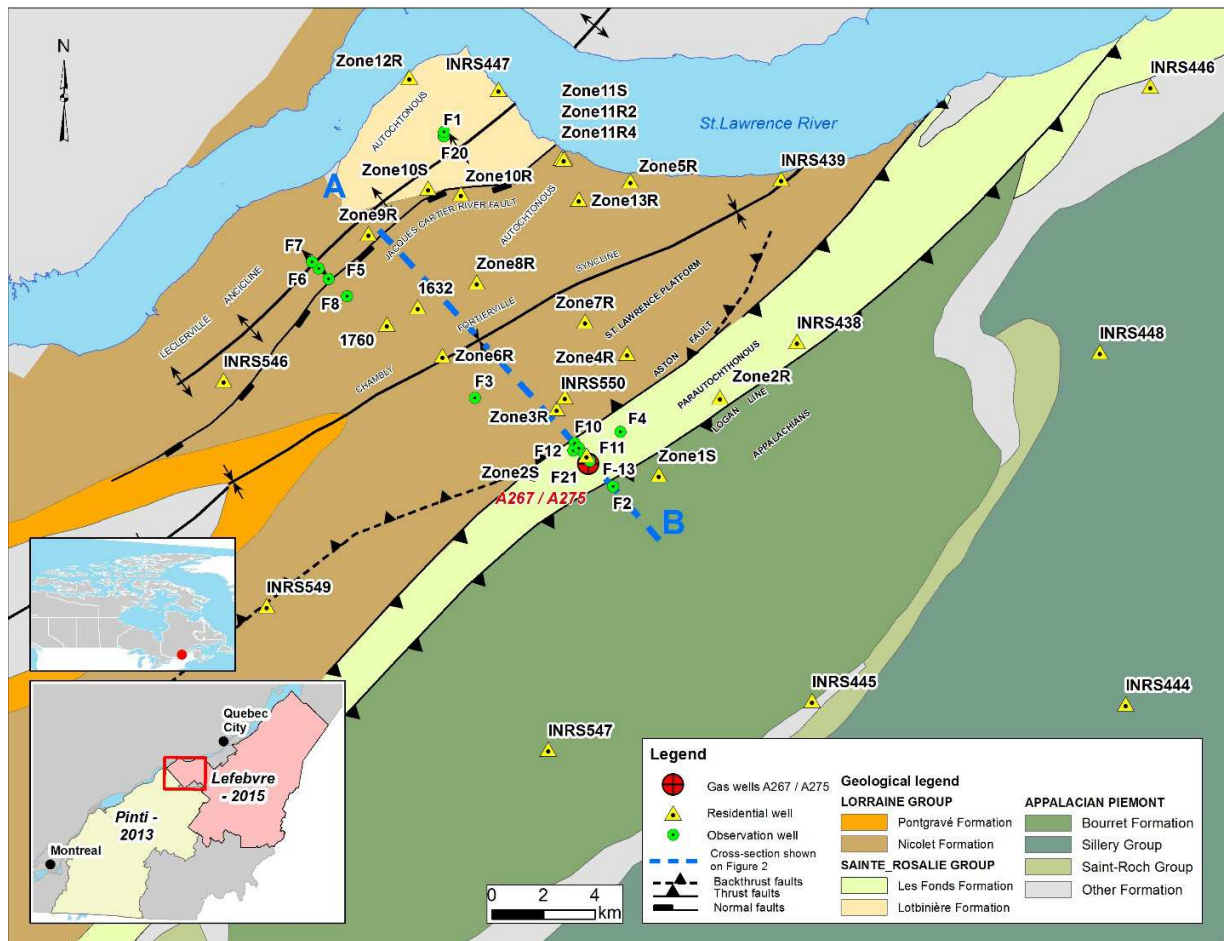 N
Zone12R
INRS447
Zone11S
Zone11R2
Zone11R4
INRS446
St.Lawrence River
AUTOCHTONOUS
F1
F20
A
Zone10S
Zone10R
Zone5R
INRS439
Zone13R
AUTOCHTONOUS
JACQUES CARTIER RIVER FAULT
Zone9R
F7
F6
F5
F8
Zone8R
SYNCLINE
1632
1760
FORTIERVILLE
Zone7R
ST. LAWRENCE PLATFORM
LECLERVILLE ANCICLINE
INRS546
CHAMBLY
Zone6R
Zone4R
ASTON FAULT
INRS438
INRS448
F3
INRS550
Zone3R
PARAUTOCHTHONOUS
Zone2R
LOGAN LINE
APPALACHIANS
F10
F4
F12
F11
Zone2S
F21
F-13
Zone1S
A267 / A275
F2
B
INRS549
INRS445
INRS444
INRS547
Quebec
City
Lefebvre
- 2015
Pinti -
2013
Montreal
0 2 4
km
Legend
Gas wells A267 / A275
Residential well
Observation well
Cross-section shown
on Figure 2
Backthrust faults
Thrust faults
Normal faults
Geological legend
LORRAINE GROUP
Pontgravé Formation
Nicolet Formation
SAINTE_ROSALIE GROUP
Les Fonds Formation
Lotbinière Formation
APPALACIAN PIEMONT
Bourret Formation
Sillery Group
Saint-Roch Group
Other Formation